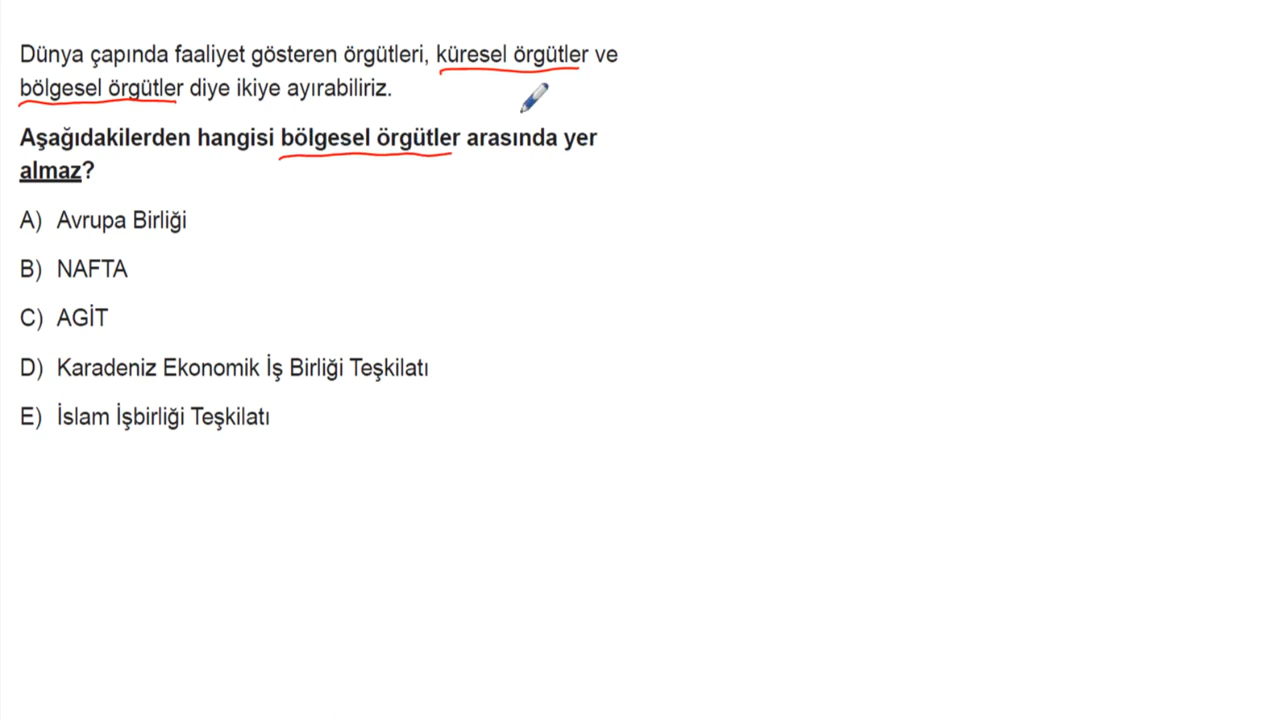 Dünya çapında faaliyet gösteren örgütleri, küresel örgütler ve
bölgesel örgütler diye ikiye ayırabiliriz.
Aşağıdakilerden hangisi bölgesel örgütler arasında yer
almaz?
A) Avrupa Birliği
B) NAFTA
C) AGİT
D) Karadeniz Ekonomik İş Birliği Teşkilatı
E) İslam İşbirliği Teşkilatı